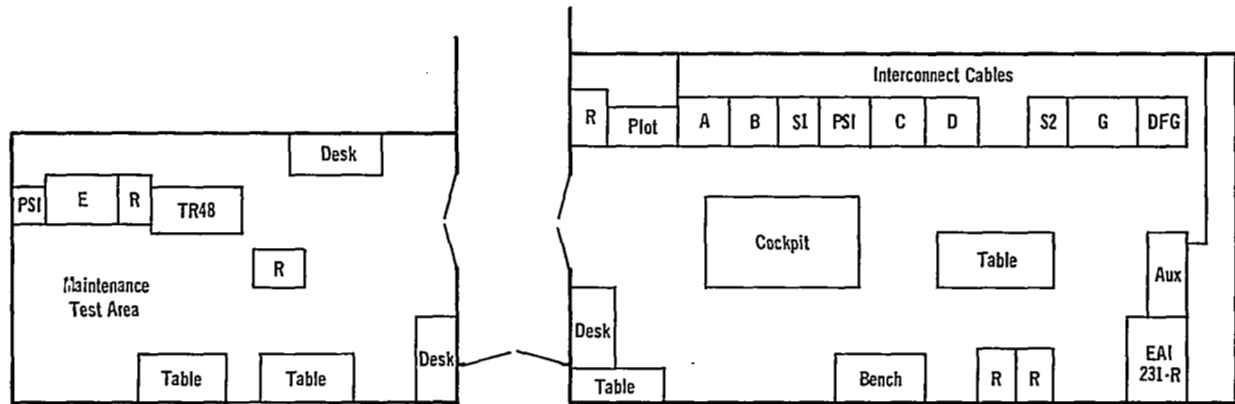 Interconnect Cables
R
Plot
A
B
S1
PSI
C
D
S2
G
DFG
Desk
PSI
E
R
TR48
Cockpit
Table
R
Aux
Maintenance
Test Area
Desk
Desk
EAI
231-R
Table
Table
Table
Bench
R
R